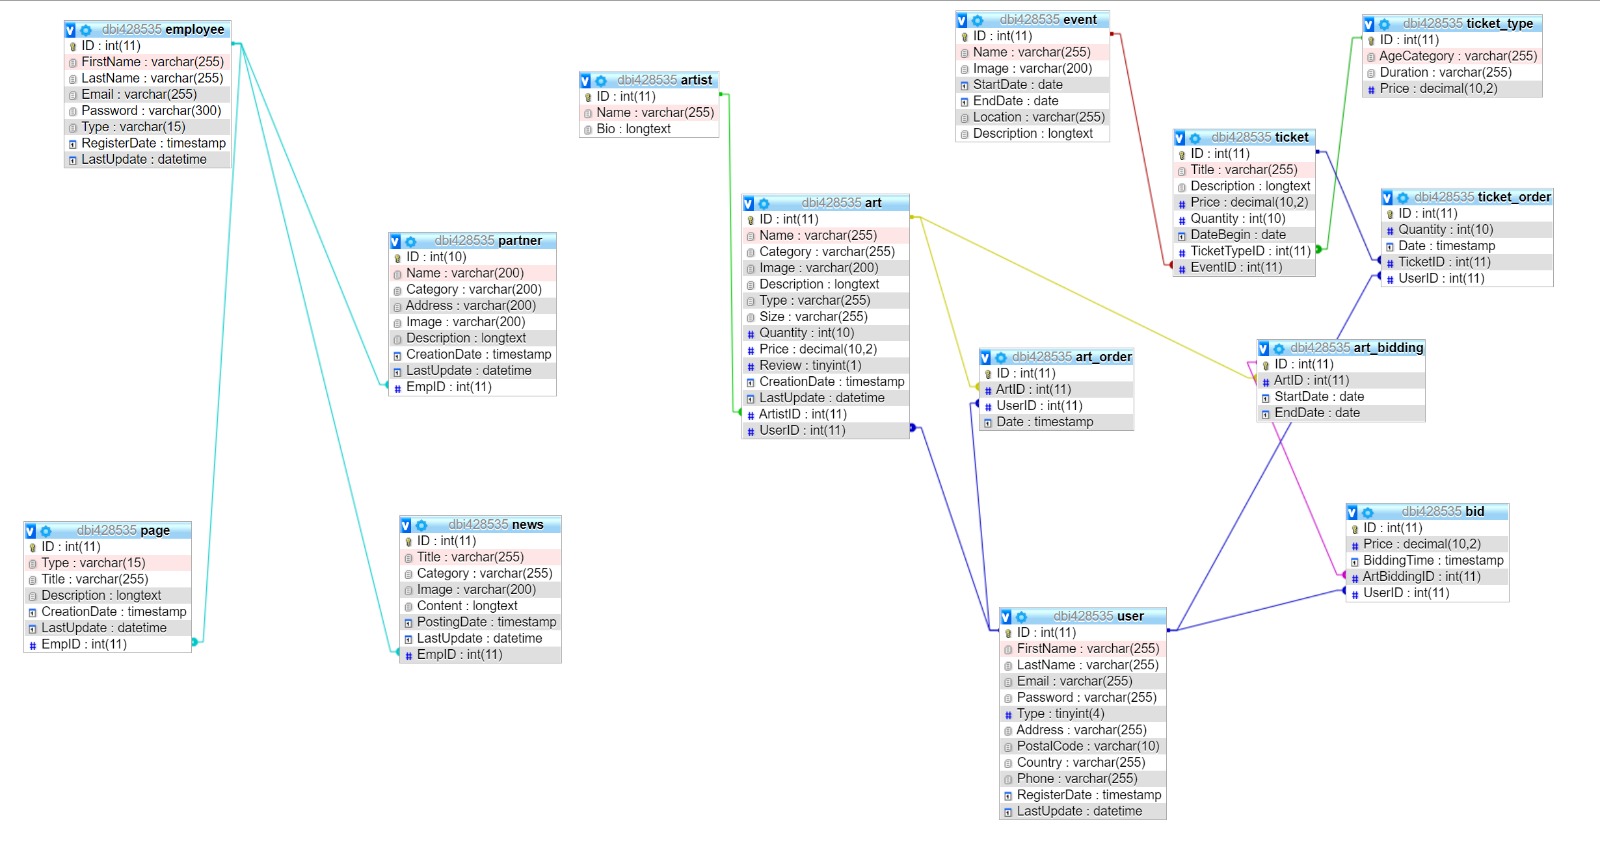 dbi428535 employee
ID : int(11)
FirstName : varchar(255)
LastName : varchar(255)
Email : varchar(255)
Password : varchar(300)
Type : varchar(15)
RegisterDate : timestamp
LastUpdate : datetime
dbi428535 artist
ID : int(11)
Name : varchar(255)
Bio : longtext
dbi428535 event
ID : int(11)
Name : varchar(255)
Image : varchar(200)
StartDate : date
EndDate : date
Location : varchar(255)
Description : longtext
dbi428535 ticket_type
ID : int(11)
AgeCategory : varchar(255)
Duration : varchar(255)
Price : decimal(10,2)
dbi428535 ticket
ID : int(11)
Title : varchar(255)
Description : longtext
Price : decimal(10,2)
Quantity : int(10)
DateBegin : date
TicketTypeID : int(11)
EventID : int(11)
dbi428535 ticket_order
ID : int(11)
Quantity : int(10)
Date : timestamp
TicketID : int(11)
UserID : int(11)
dbi428535 partner
ID : int(10)
Name : varchar(200)
Category : varchar(200)
Address : varchar(200)
Image : varchar(200)
Description : longtext
CreationDate : timestamp
LastUpdate : datetime
EmpID : int(11)
dbi428535 art
ID : int(11)
Name : varchar(255)
Category : varchar(255)
Image : varchar(200)
Description : longtext
Type : varchar(255)
Size : varchar(255)
Quantity : int(10)
Price : decimal(10,2)
Review : tinyint(1)
CreationDate : timestamp
LastUpdate : datetime
ArtistID : int(11)
UserID : int(11)
dbi428535 art_order
ID : int(11)
ArtID : int(11)
UserID : int(11)
Date : timestamp
dbi428535 art_bidding
ID : int(11)
ArtID : int(11)
StartDate : date
EndDate : date
dbi428535 page
ID : int(11)
Type : varchar(15)
Title : varchar(255)
Description : longtext
CreationDate : timestamp
LastUpdate : datetime
EmpID : int(11)
dbi428535 news
ID : int(11)
Title : varchar(255)
Category : varchar(255)
Image : varchar(200)
Content : longtext
PostingDate : timestamp
LastUpdate : datetime
EmpID : int(11)
dbi428535 bid
ID : int(11)
Price : decimal(10,2)
BiddingTime : timestamp
ArtBiddingID : int(11)
UserID : int(11)
dbi428535 user
ID : int(11)
FirstName : varchar(255)
LastName : varchar(255)
Email : varchar(255)
Password : varchar(255)
Type : tinyint(4)
Address : varchar(255)
PostalCode : varchar(10)
Country : varchar(255)
Phone : varchar(255)
RegisterDate : timestamp
LastUpdate : datetime